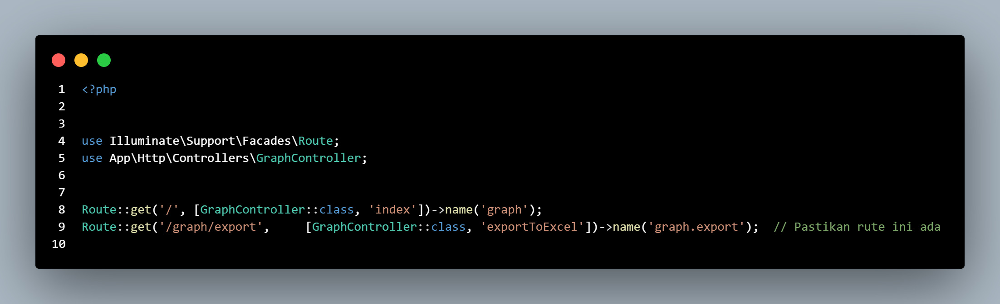 1 <?php
2
3
4 use Illuminate\Support\Facades\Route;
5 use App\Http\Controllers\GraphController;
6
7
8 Route::get('/', [GraphController::class, 'index'])->name('graph');
9 Route::get('/graph/export',     [GraphController::class, 'exportToExcel'])->name('graph.export');  // Pastikan rute ini ada
10